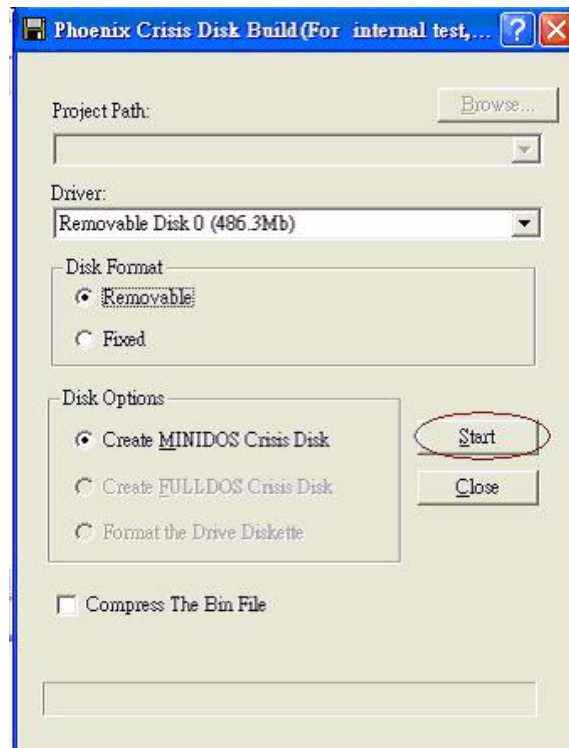 Phoenix Crisis Disk Build (For internal test,...
Project Path:
Browse...
Driver:
Removable Disk 0 (486.3Mb)
Disk Format
Removable
Fixed
Disk Options
Create MINIDOS Crisis Disk
Start
Create FULLDOS Crisis Disk
Close
Format the Drive Diskette
Compress The Bin File